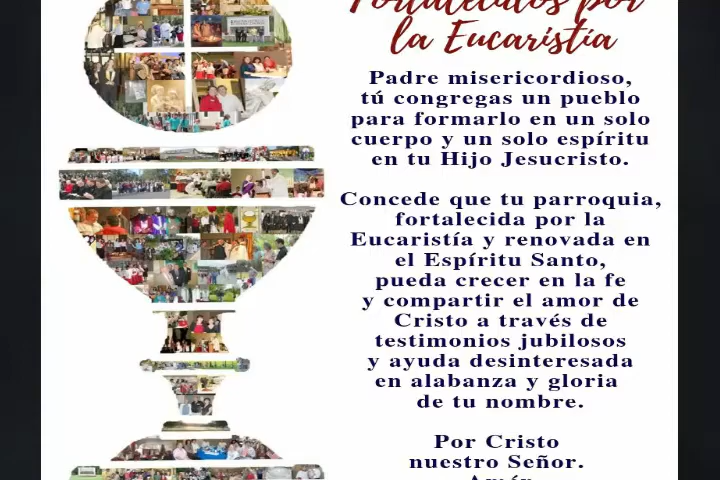 Fortalecidos por
la Eucaristía
Padre misericordioso,
tú congregas un pueblo
para formarlo en un solo
cuerpo y un solo espíritu
en tu Hijo Jesucristo.
Concede que tu parroquia,
fortalecida por la
Eucaristía y renovada en
el Espíritu Santo,
pueda crecer en la fe
y compartir el amor de
Cristo a través de
testimonios jubilosos
y ayuda desinteresada
en alabanza y gloria
de tu nombre.
Por Cristo
nuestro Señor.
Amén